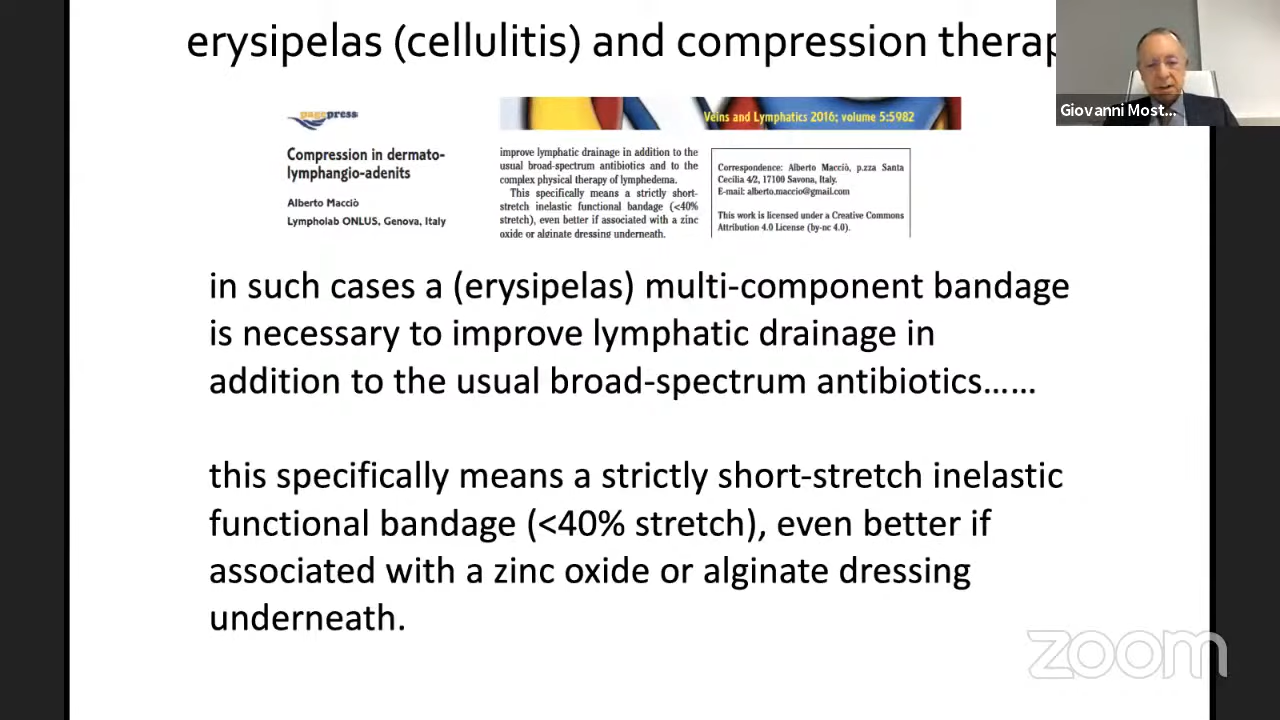 erysipelas (cellulitis) and compression therap
Giovanni Most...
pagepress
Veins and Lymphatics 2016; volume 5:5982
Compression in dermato-
lymphangio-adenits
Alberto Macciò
Lympholab ONLUS, Genova, Italy
improve lymphatic drainage in addition to the
usual broad-spectrum antibiotics and to the
complex physical therapy of lymphedema.
This specifically means a strictly short-
stretch inelastic functional bandage (<40%
stretch), even better if associated with a zinc
oxide or alginate dressing underneath.
Correspondence: Alberto Macciò, p.zza Santa
Cecilia 4/2, 17100 Savona, Italy.
E-mail: alberto.maccio@gmail.com
This work is licensed under a Creative Commons
Attribution 4.0 License (by-nc 4.0).
in such cases a (erysipelas) multi-component bandage
is necessary to improve lymphatic drainage in
addition to the usual broad-spectrum antibiotics……
this specifically means a strictly short-stretch inelastic
functional bandage (<40% stretch), even better if
associated with a zinc oxide or alginate dressing
underneath.
zoom